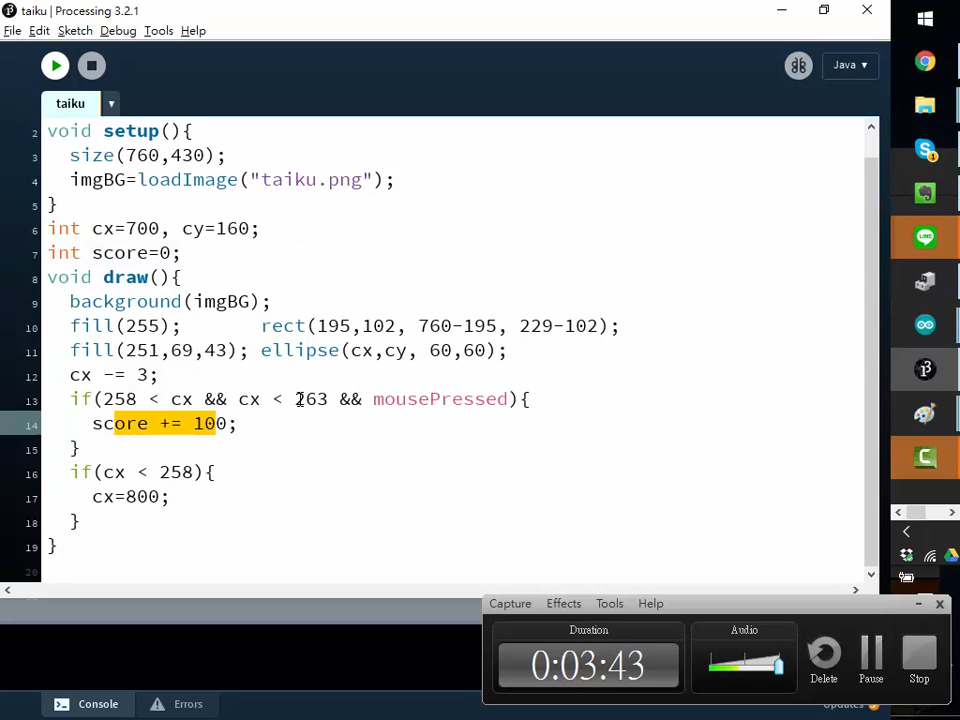 taiku | Processing 3.2.1
File Edit Sketch Debug Tools Help
Java ▾
taiku
2 void setup(){
3 size(760,430);
4 imgBG=loadImage("taiku.png");
5 }
6 int cx=700, cy=160;
7 int score=0;
8 void draw(){
9 background(imgBG);
10 fill(255); rect(195,102, 760-195, 229-102);
11 fill(251,69,43); ellipse(cx,cy, 60,60);
12 cx -= 3;
13 if(258 < cx && cx < 263 && mousePressed){
14 score += 100;
15 }
16 if(cx < 258){
17 cx=800;
18 }
19 }
20
Capture Effects Tools Help
Duration
0:03:43
Audio
Delete
Pause
Stop
Console
Errors
Updates
LINE